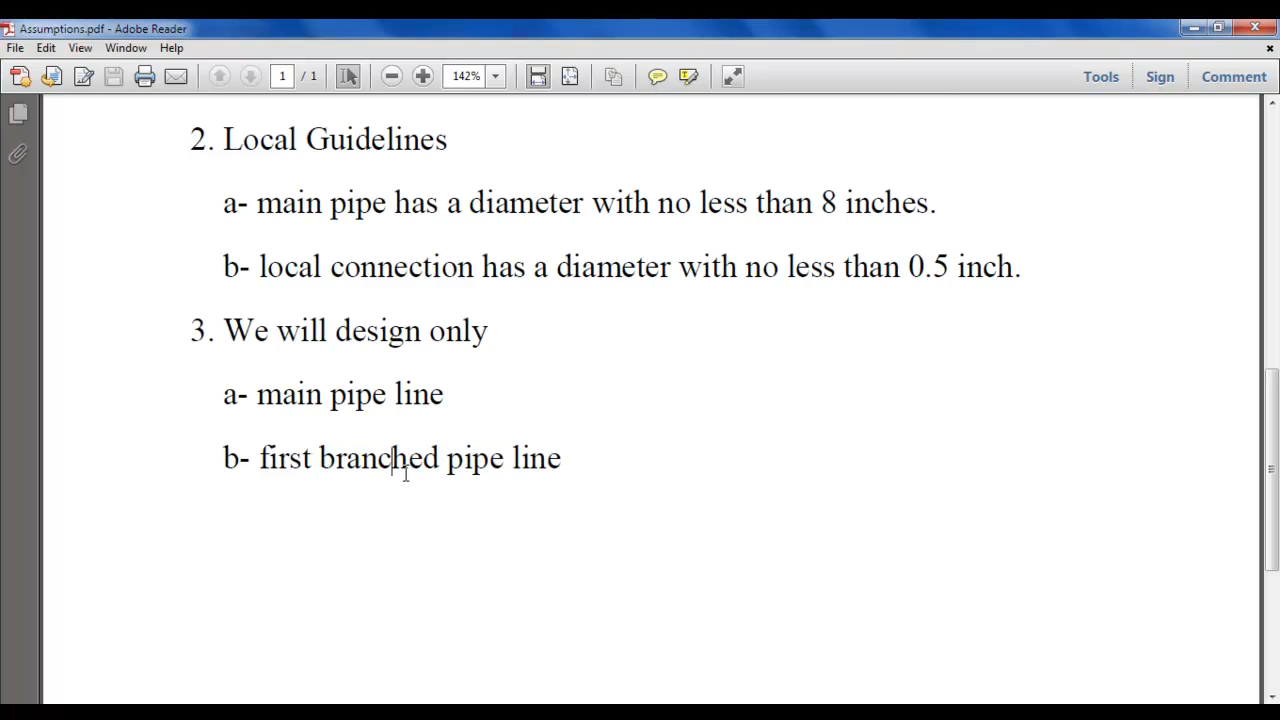 Assumptions.pdf - Adobe Reader
File Edit View Window Help
1 / 1 142% Tools Sign Comment
2. Local Guidelines
a- main pipe has a diameter with no less than 8 inches.
b- local connection has a diameter with no less than 0.5 inch.
3. We will design only
a- main pipe line
b- first branched pipe line